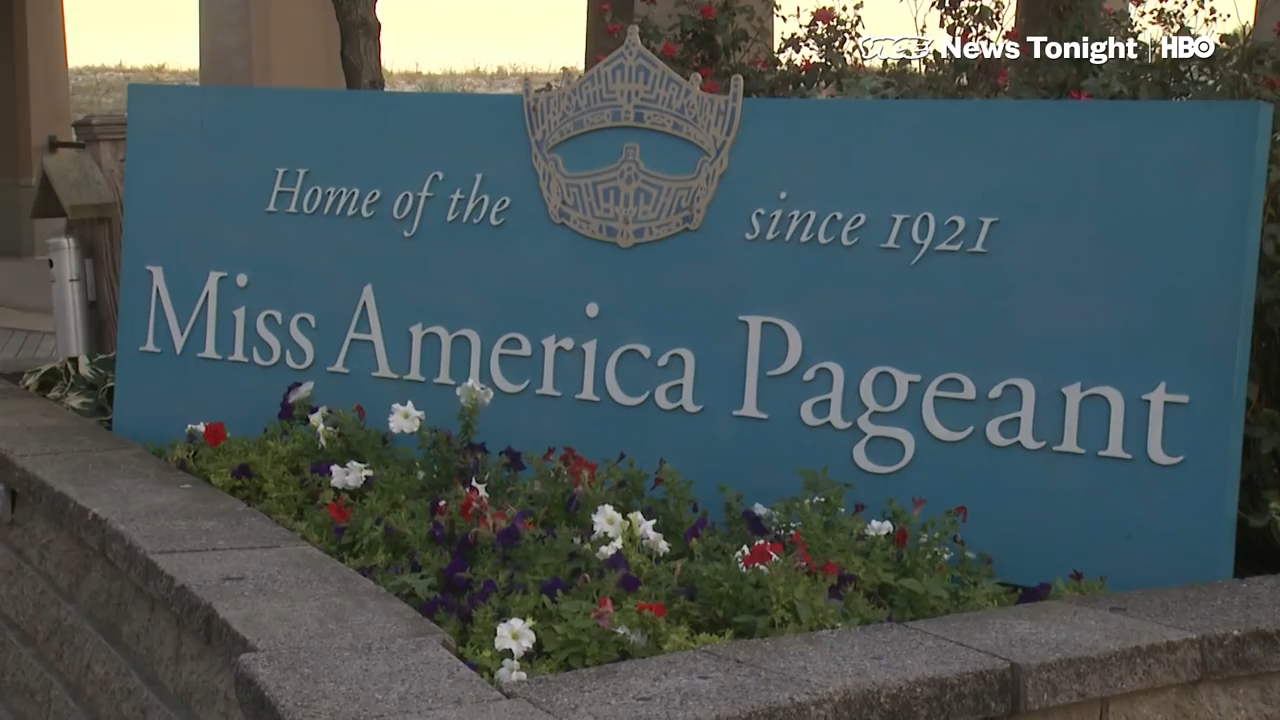 VICE News Tonight | HBO
Home of the since 1921
Miss America Pageant